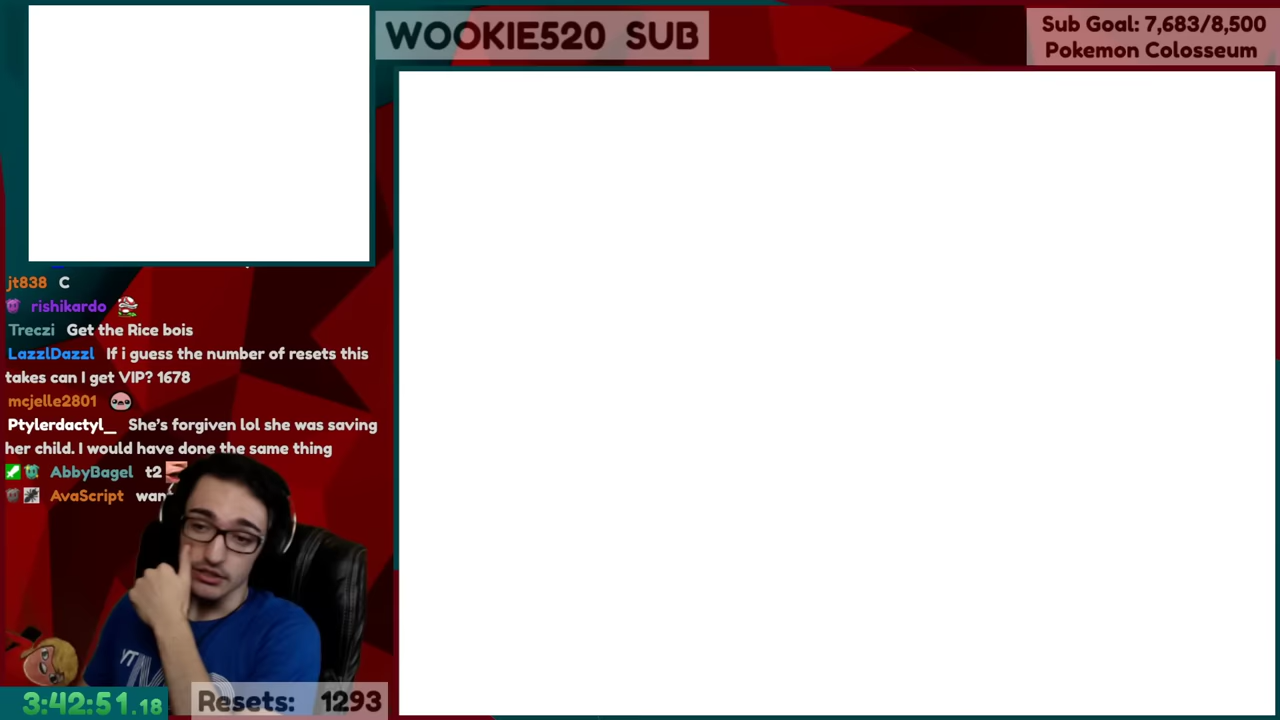 WOOKIE520 SUB
Sub Goal: 7,683/8,500
Pokemon Colosseum
jt838 C
rishikardo
Treczi Get the Rice bois
LazzlDazzl If i guess the number of resets this
takes can I get VIP? 1678
mcjelle2801
Ptylerdactyl_ She's forgiven lol she was saving
her child. I would have done the same thing
AbbyBagel t2
AvaScript
YT
3:42:51.18
Resets: 1293